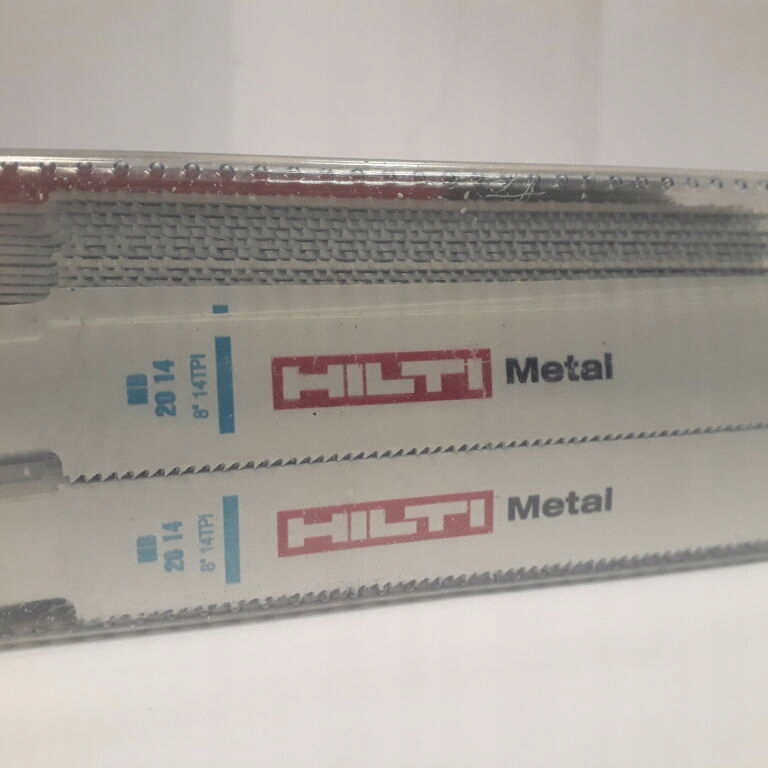 MB
20 14
8" 14TPI
HILTI Metal
MB
20 14
8" 14TPI
HILTI Metal